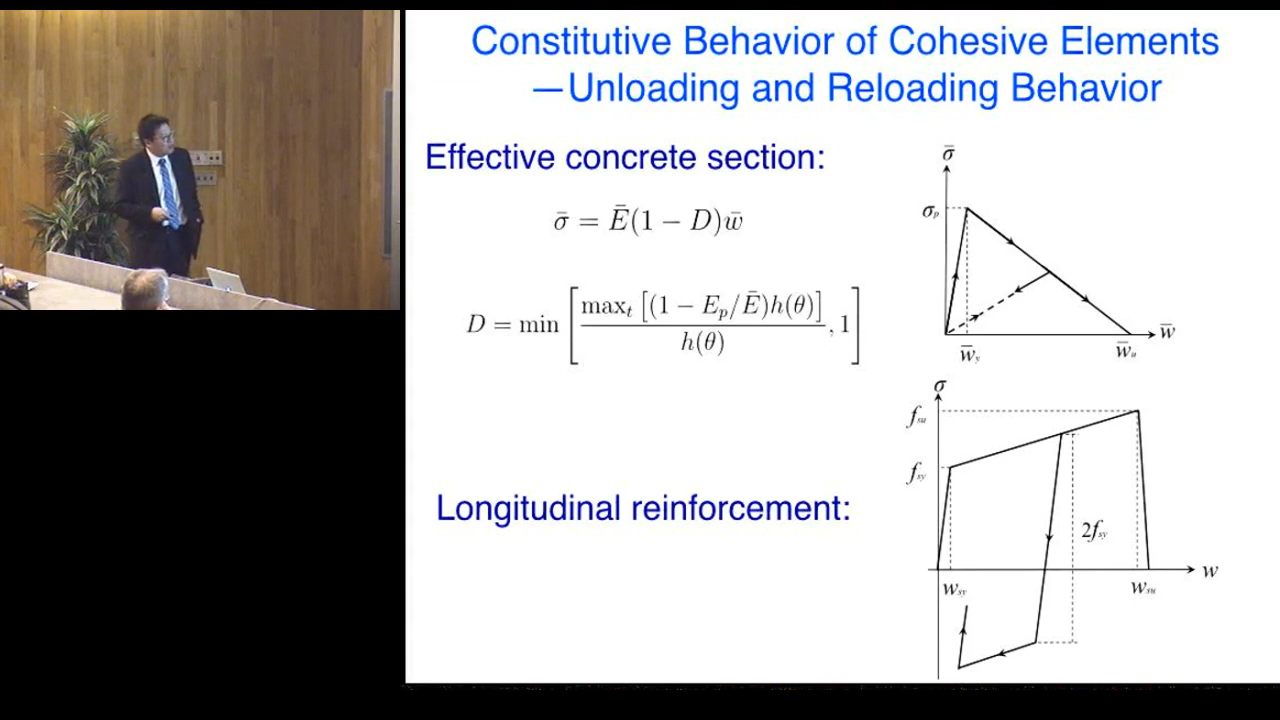 Constitutive Behavior of Cohesive Elements
—Unloading and Reloading Behavior
Effective concrete section:
σ̄ = Ē(1 − D)w̄
D = min [ max_t [(1 − E_p/Ē)h(θ)] / h(θ) , 1 ]
σ̄
σ_p
w̄_y
w̄_u
w̄
Longitudinal reinforcement:
σ
f_su
f_sy
2f_sy
w_sy
w_su
w